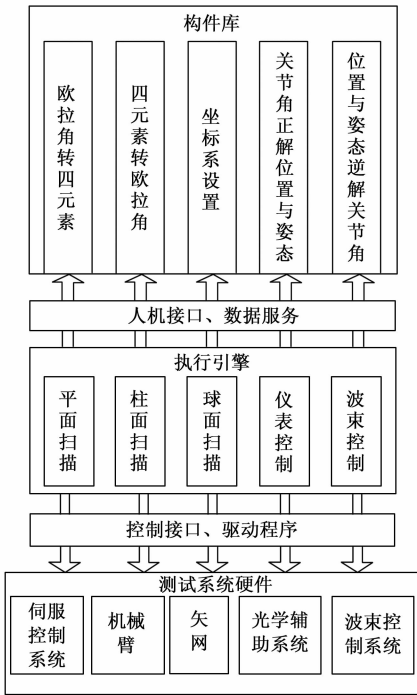 构件库
欧拉角转四元素
四元素转欧拉角
坐标系设置
关节角正解位置与姿态
位置与姿态逆解关节角
人机接口、数据服务
执行引擎
平面扫描
柱面扫描
球面扫描
仪表控制
波束控制
控制接口、驱动程序
测试系统硬件
伺服
控制
系统
机械
臂
矢
网
光学辅
助系统
波束控
制系统